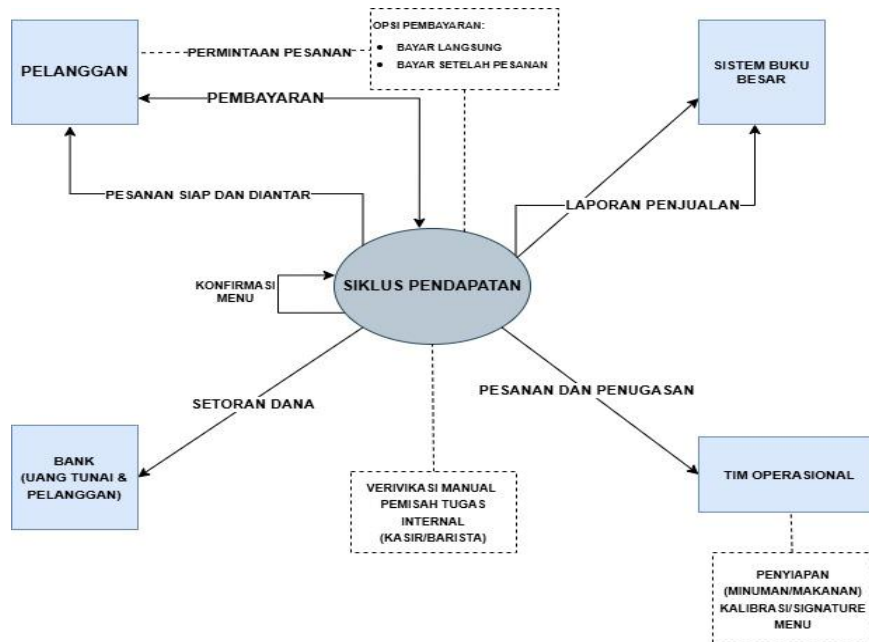 PELANGGAN
PERMINTAAN PESANAN
OPSI PEMBAYARAN:
BAYAR LANGSUNG
BAYAR SETELAH PESANAN
SISTEM BUKU
BESAR
PEMBAYARAN
PESANAN SIAP DAN DIANTAR
LAPORAN PENJUALAN
KONFIRMASI
MENU
SIKLUS PENDAPATAN
SETORAN DANA
PESANAN DAN PENUGASAN
BANK
(UANG TUNAI &
PELANGGAN)
VERIVIKASI MANUAL
PEMISAH TUGAS
INTERNAL
(KASIR/BARISTA)
TIM OPERASIONAL
PENYIAPAN
(MINUMAN/MAKANAN)
KALIBRASI/SIGNATURE
MENU